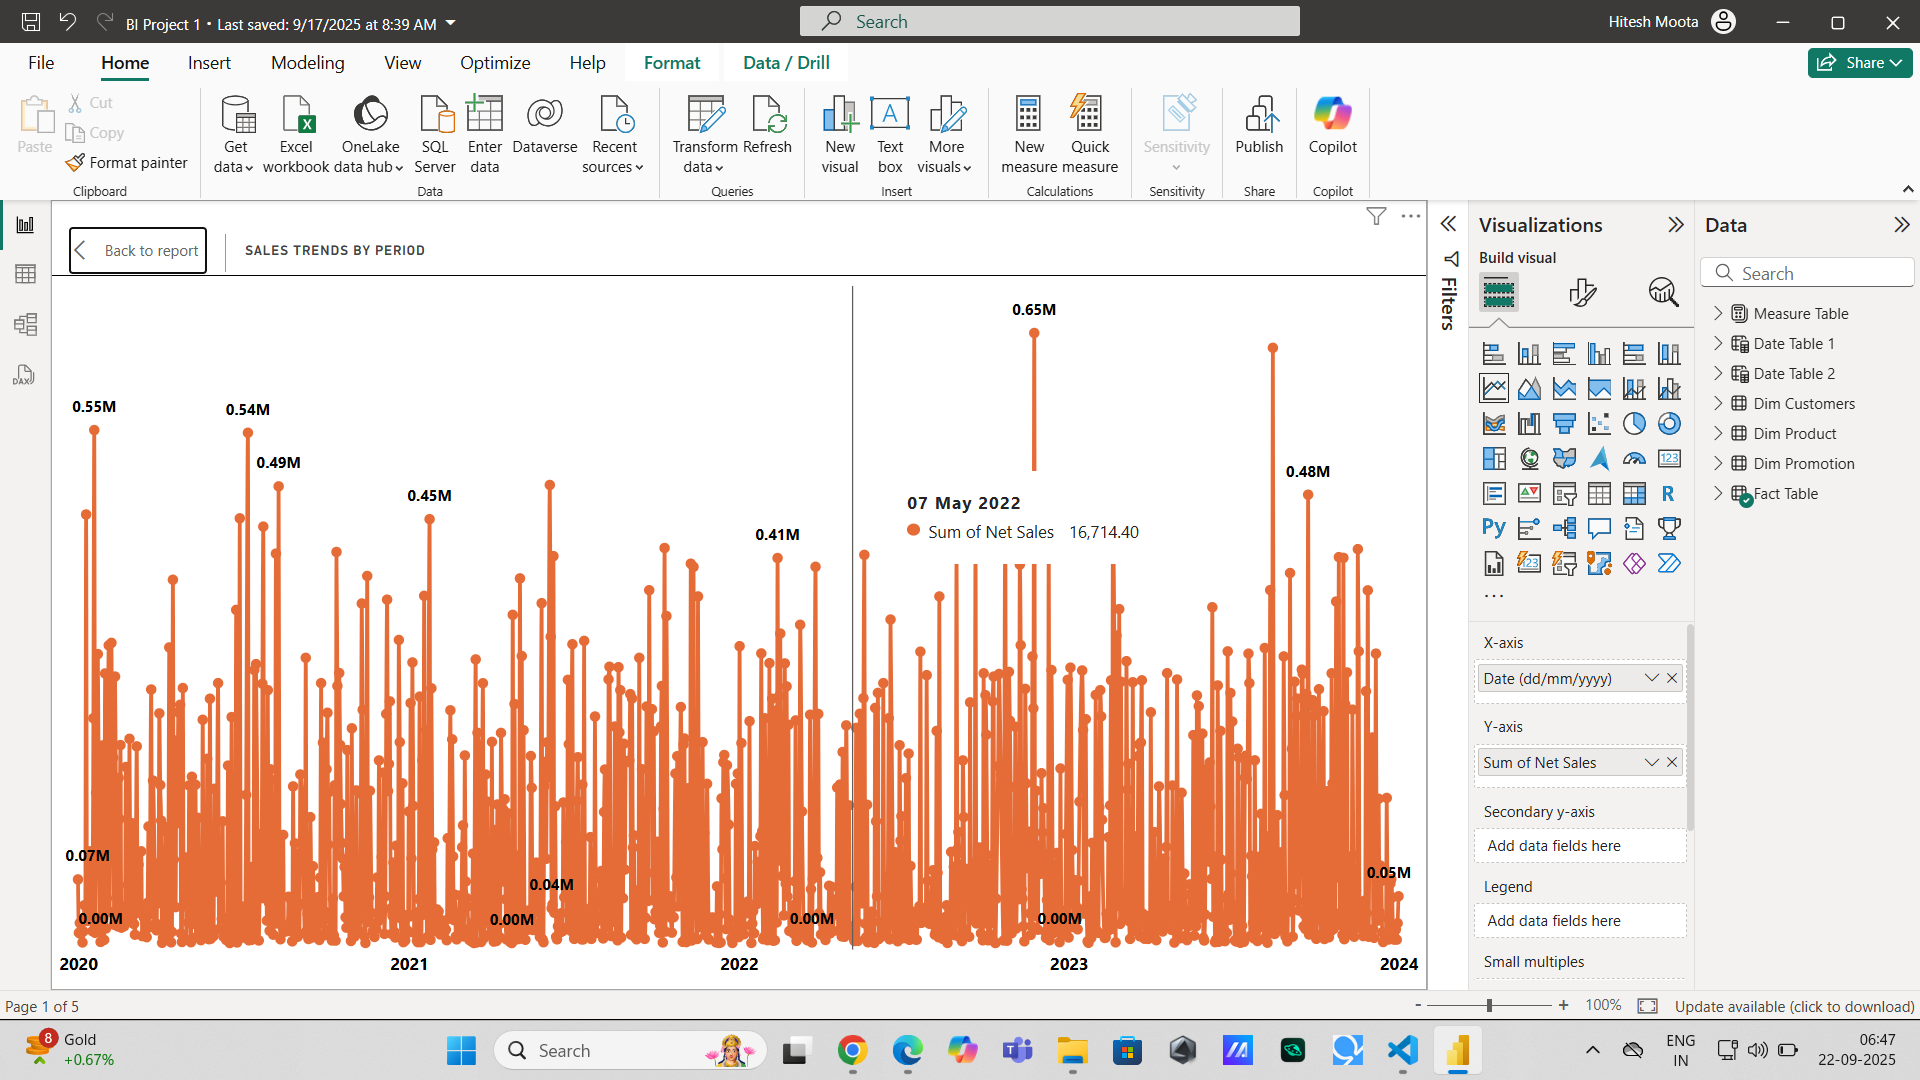 BI Project 1 • Last saved: 9/17/2025 at 8:39 AM
Search
Hitesh Moota
File
Home
Insert
Modeling
View
Optimize
Help
Format
Data / Drill
Share
Paste
Cut
Copy
Format painter
Clipboard
Get data
Excel workbook
OneLake data hub
SQL Server
Enter data
Dataverse
Recent sources
Data
Transform data
Refresh
Queries
New visual
Text box
More visuals
Insert
New measure
Quick measure
Calculations
Sensitivity
Sensitivity
Publish
Share
Copilot
Copilot
Back to report
SALES TRENDS BY PERIOD
0.65M
0.55M
0.54M
0.49M
0.48M
0.45M
0.41M
07 May 2022
Sum of Net Sales 16,714.40
0.07M
0.04M
0.05M
0.00M
0.00M
0.00M
0.00M
2020
2021
2022
2023
2024
Filters
Visualizations
Build visual
123
R
Py
123
X-axis
Date (dd/mm/yyyy)
Y-axis
Sum of Net Sales
Secondary y-axis
Add data fields here
Legend
Add data fields here
Small multiples
Data
Search
Measure Table
Date Table 1
Date Table 2
Dim Customers
Dim Product
Dim Promotion
Fact Table
DAX
A
Page 1 of 5
- + 100%
Update available (click to download)
8
Gold
+0.67%
Search
ENG
IN
06:47
22-09-2025